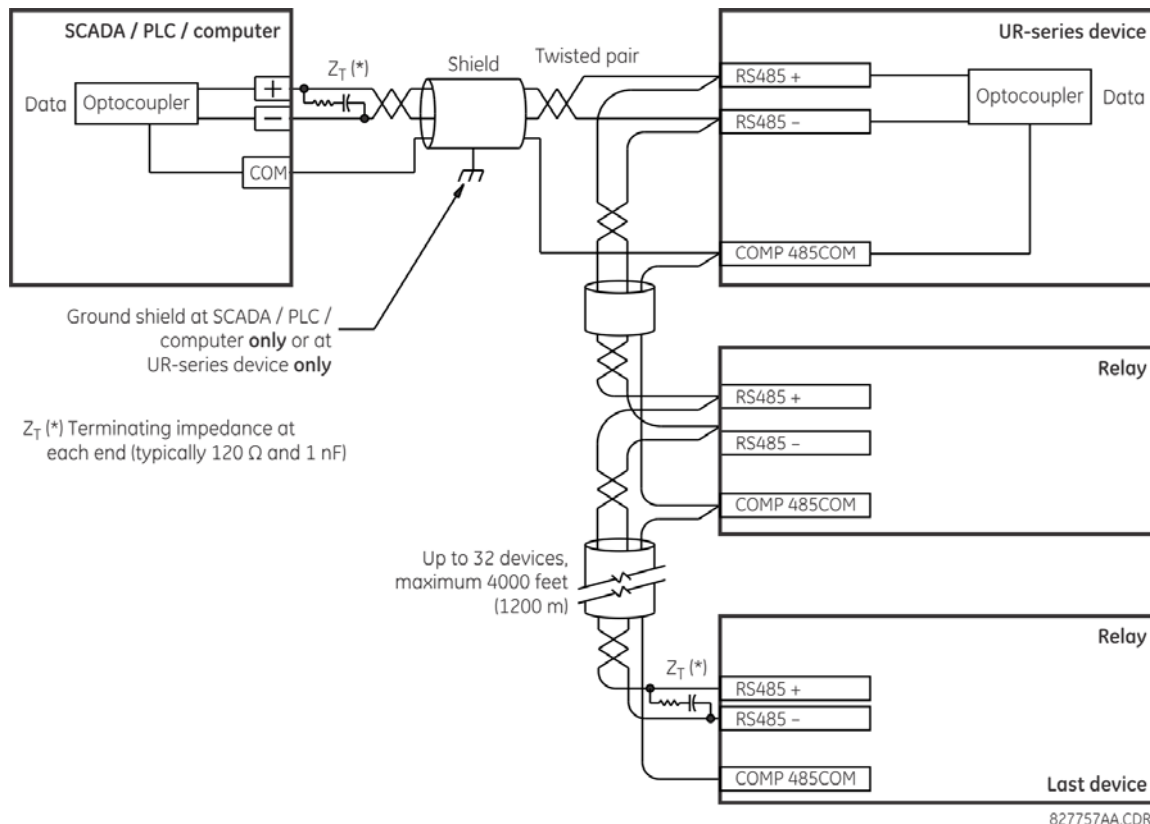 SCADA / PLC / computer
Data
Optocoupler
+
−
COM
Z_T (*)
Shield
Twisted pair
UR-series device
RS485 +
RS485 −
COMP 485COM
Optocoupler
Data
Ground shield at SCADA / PLC /
computer only or at
UR-series device only
Z_T (*) Terminating impedance at
each end (typically 120 Ω and 1 nF)
Relay
RS485 +
RS485 −
COMP 485COM
Up to 32 devices,
maximum 4000 feet
(1200 m)
Relay
Z_T (*)
RS485 +
RS485 −
COMP 485COM
Last device
827757AA.CDR